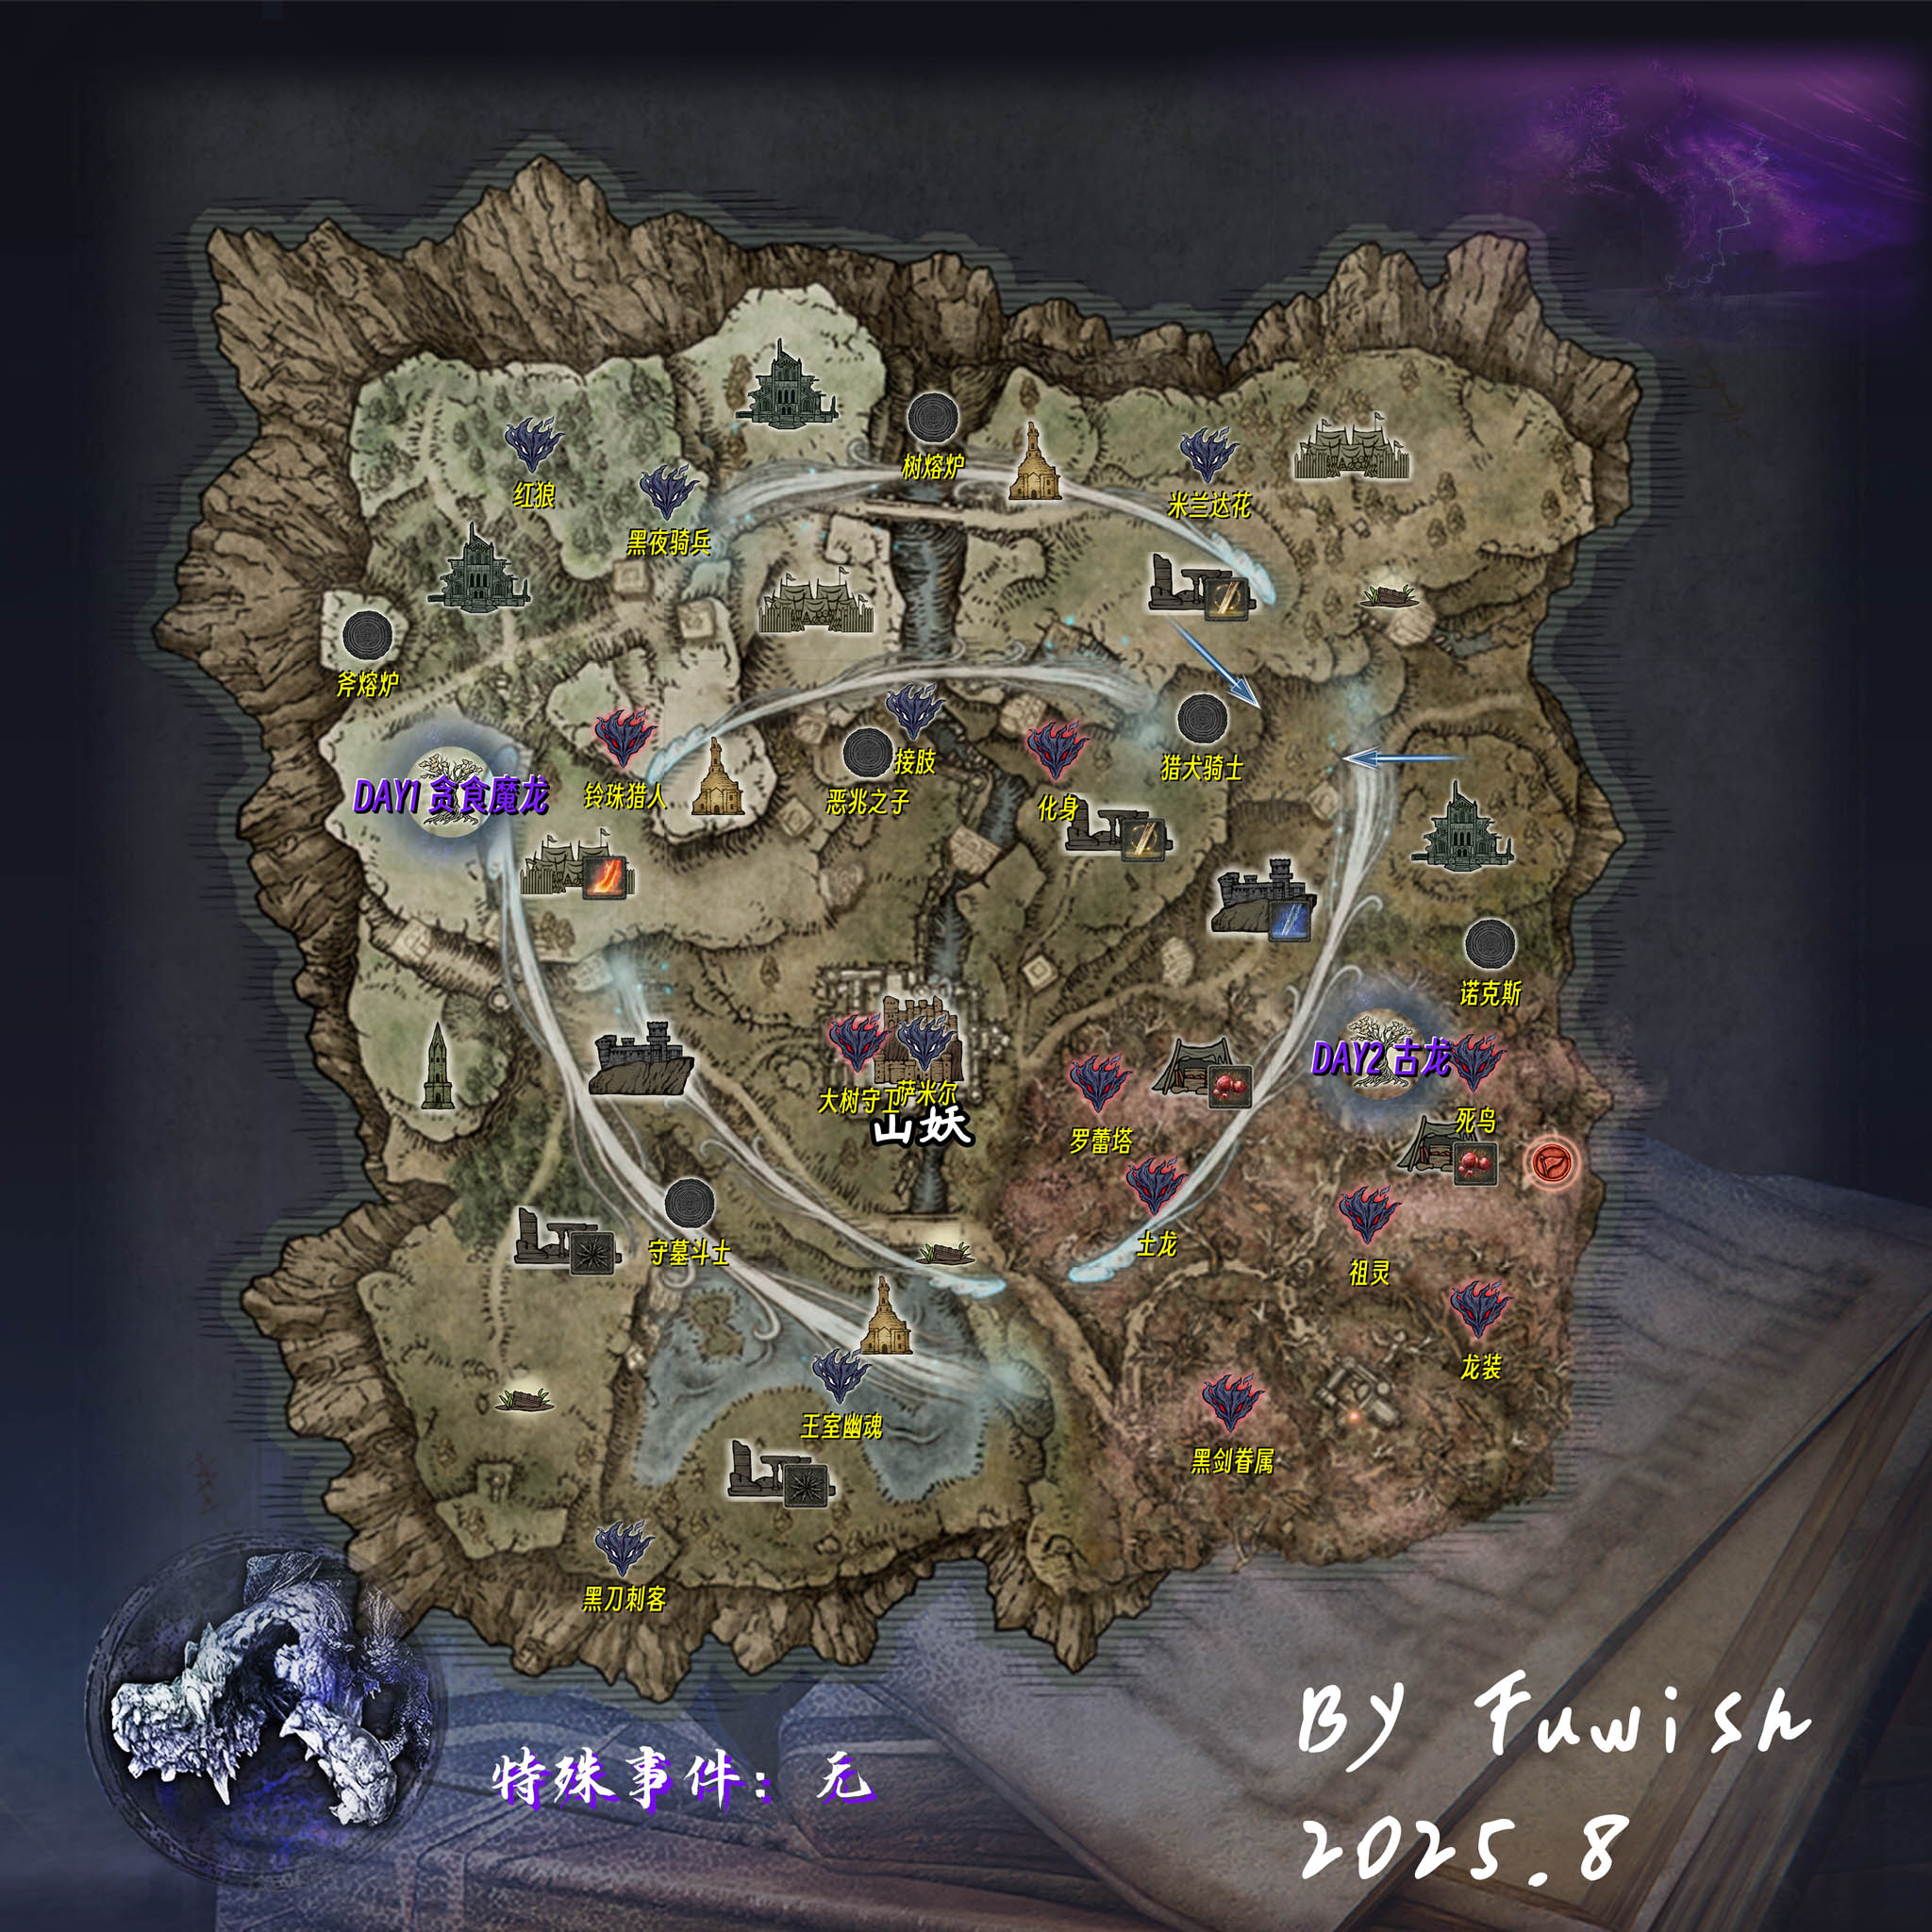 树熔炉
红狼
米兰达花
黑夜骑兵
斧熔炉
接肢
猎犬骑士
DAY1 贪食魔龙
铃珠猎人
恶兆之子
化身
诺克斯
DAY2 古龙
大树守卫
萨米尔
山妖
死鸟
罗蕾塔
土龙
守墓斗士
祖灵
龙装
王室幽魂
黑剑眷属
黑刀刺客
特殊事件：无
By Fuwish
2025.8